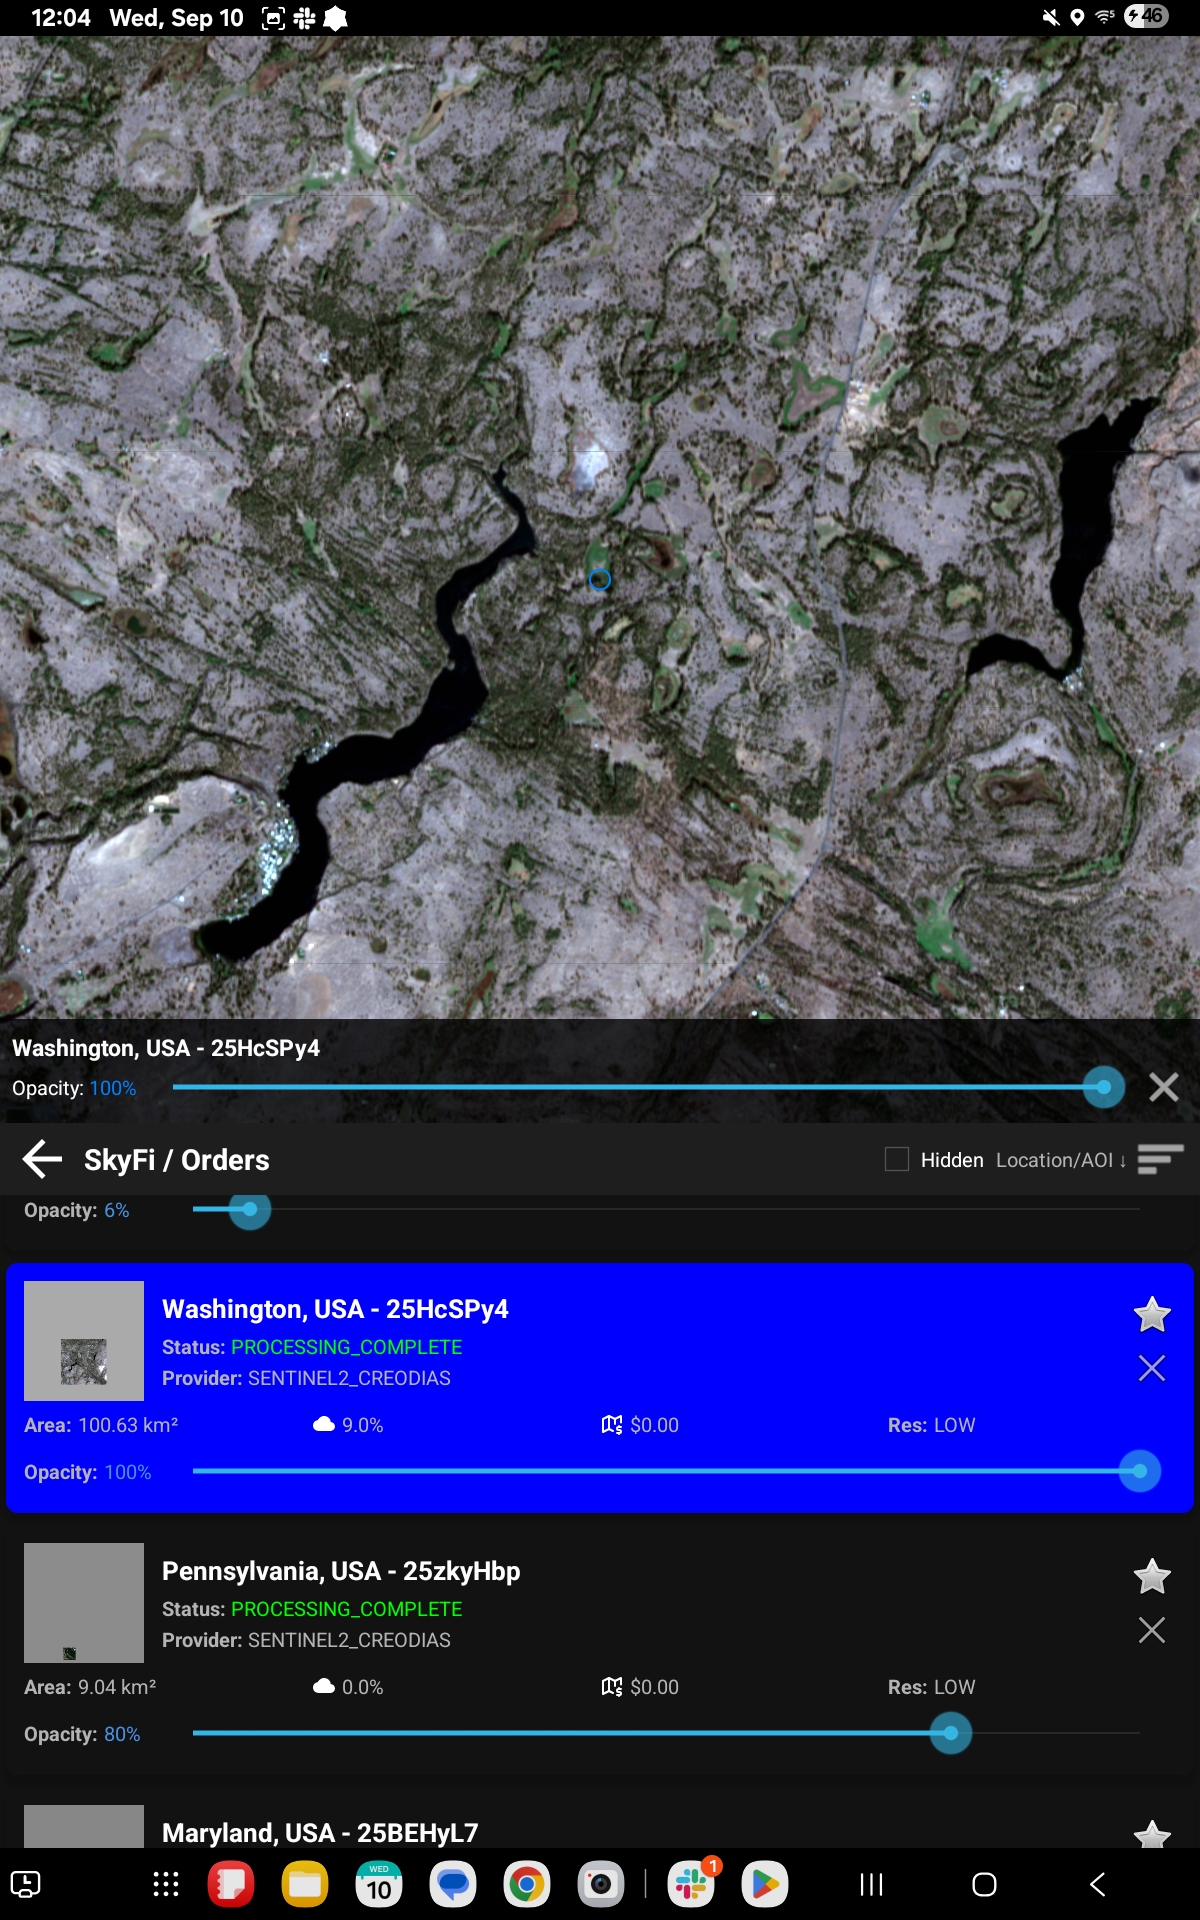 12:04 Wed, Sep 10
5
46
Washington, USA - 25HcSPy4
Opacity: 100%
SkyFi / Orders
Hidden Location/AOI ↓
Opacity: 6%
Washington, USA - 25HcSPy4
Status: PROCESSING_COMPLETE
Provider: SENTINEL2_CREODIAS
Area: 100.63 km² 9.0% $0.00 Res: LOW
Opacity: 100%
Pennsylvania, USA - 25zkyHbp
Status: PROCESSING_COMPLETE
Provider: SENTINEL2_CREODIAS
Area: 9.04 km² 0.0% $0.00 Res: LOW
Opacity: 80%
Maryland, USA - 25BEHyL7
WED
10
1